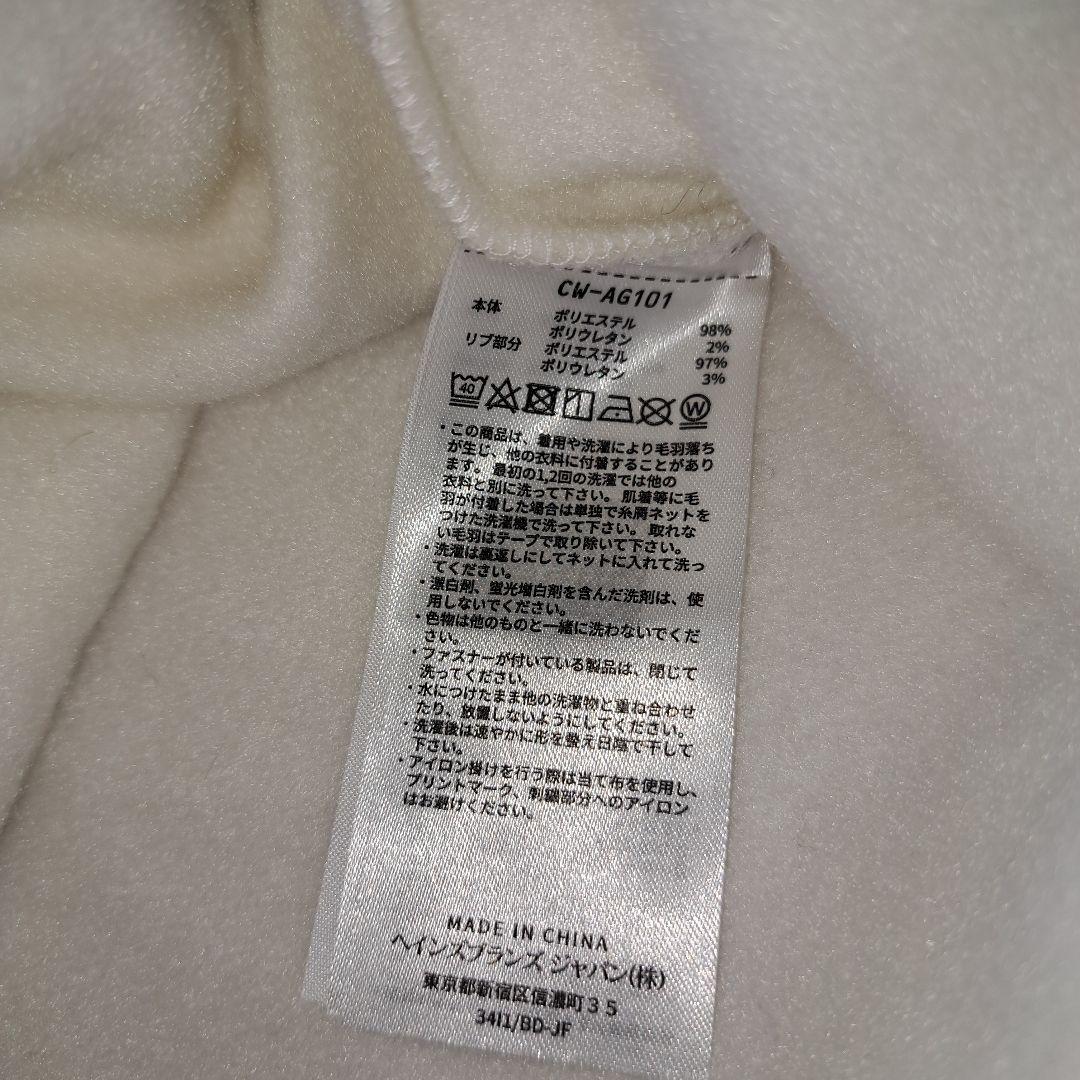 CW-AG101
本体 ポリエステル 98%
ポリウレタン 2%
リブ部分 ポリエステル 97%
ポリウレタン 3%
40 W
・この商品は、着用や洗濯により毛羽落ち
が生じ、他の衣料に付着することがあり
ます。最初の1,2回の洗濯では他の
衣料と別に洗って下さい。肌着等に毛
羽が付着した場合は単独で糸屑ネットを
つけた洗濯機で洗って下さい。取れな
い毛羽はテープで取り除いて下さい。
・洗濯は裏返しにしてネットに入れて洗っ
てください。
・漂白剤、蛍光増白剤を含んだ洗剤は、使
用しないでください。
・色物は他のものと一緒に洗わないでくだ
さい。
・ファスナーが付いている製品は、閉じて
洗ってください。
・水につけたまま他の洗濯物と重ね合わせ
たり、放置しないようにしてください。
・洗濯後は速やかに形を整え日陰で干して
下さい。
・アイロン掛けを行う際は当て布を使用し、
プリントマーク、刺繍部分へのアイロン
はお避けください。
MADE IN CHINA
ヘインズブランズ ジャパン(株)
東京都新宿区信濃町35
34I1/BD-JF